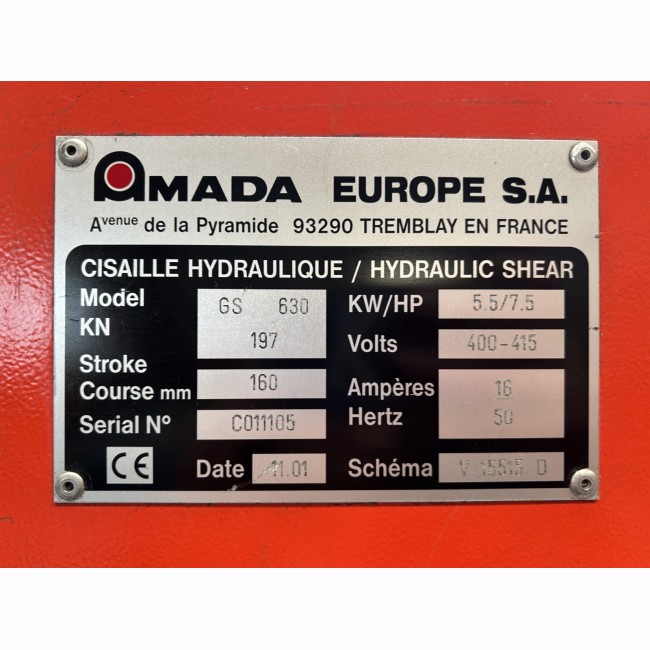 AMADA EUROPE S.A.
Avenue de la Pyramide 93290 TREMBLAY EN FRANCE
CISAILLE HYDRAULIQUE / HYDRAULIC SHEAR
Model GS 630 KW/HP 5.5/7.5
KN 197 Volts 400-415
Stroke
Course mm 160 Ampères 16
Serial Nº C011105 Hertz 50
CE Date 11.01 Schéma V 15515 D